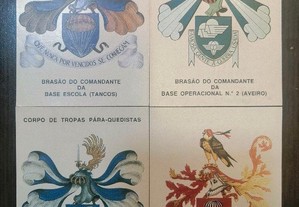 QUE NUNCA POR VENCIDOS SE CONHEÇAM
BRASÃO DO COMANDANTE
DA
BASE ESCOLA (TANCOS)
BRASÃO DO COMANDANTE
DA
BASE OPERACIONAL N.º 2 (AVEIRO)
CORPO DE TROPAS PÁRA-QUEDISTAS